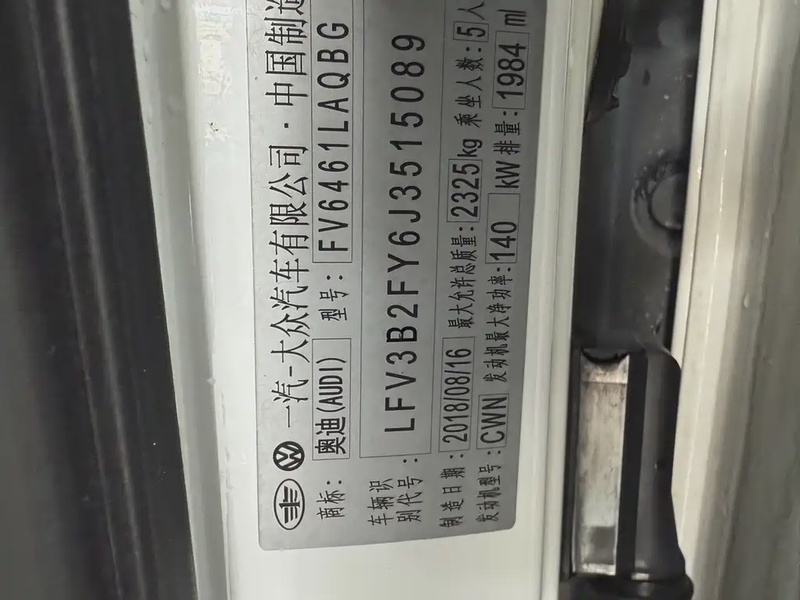 一汽-大众汽车有限公司·中国制造
商标: 奥迪(AUDI) 型号: FV6461LAQBG
车辆识别代号: LFV3B2FY6J3515089
制造日期: 2018/08/16 最大允许总质量: 2325kg 乘坐人数: 5人
发动机型号: CWN 发动机最大净功率: 140 kW 排量: 1984 ml